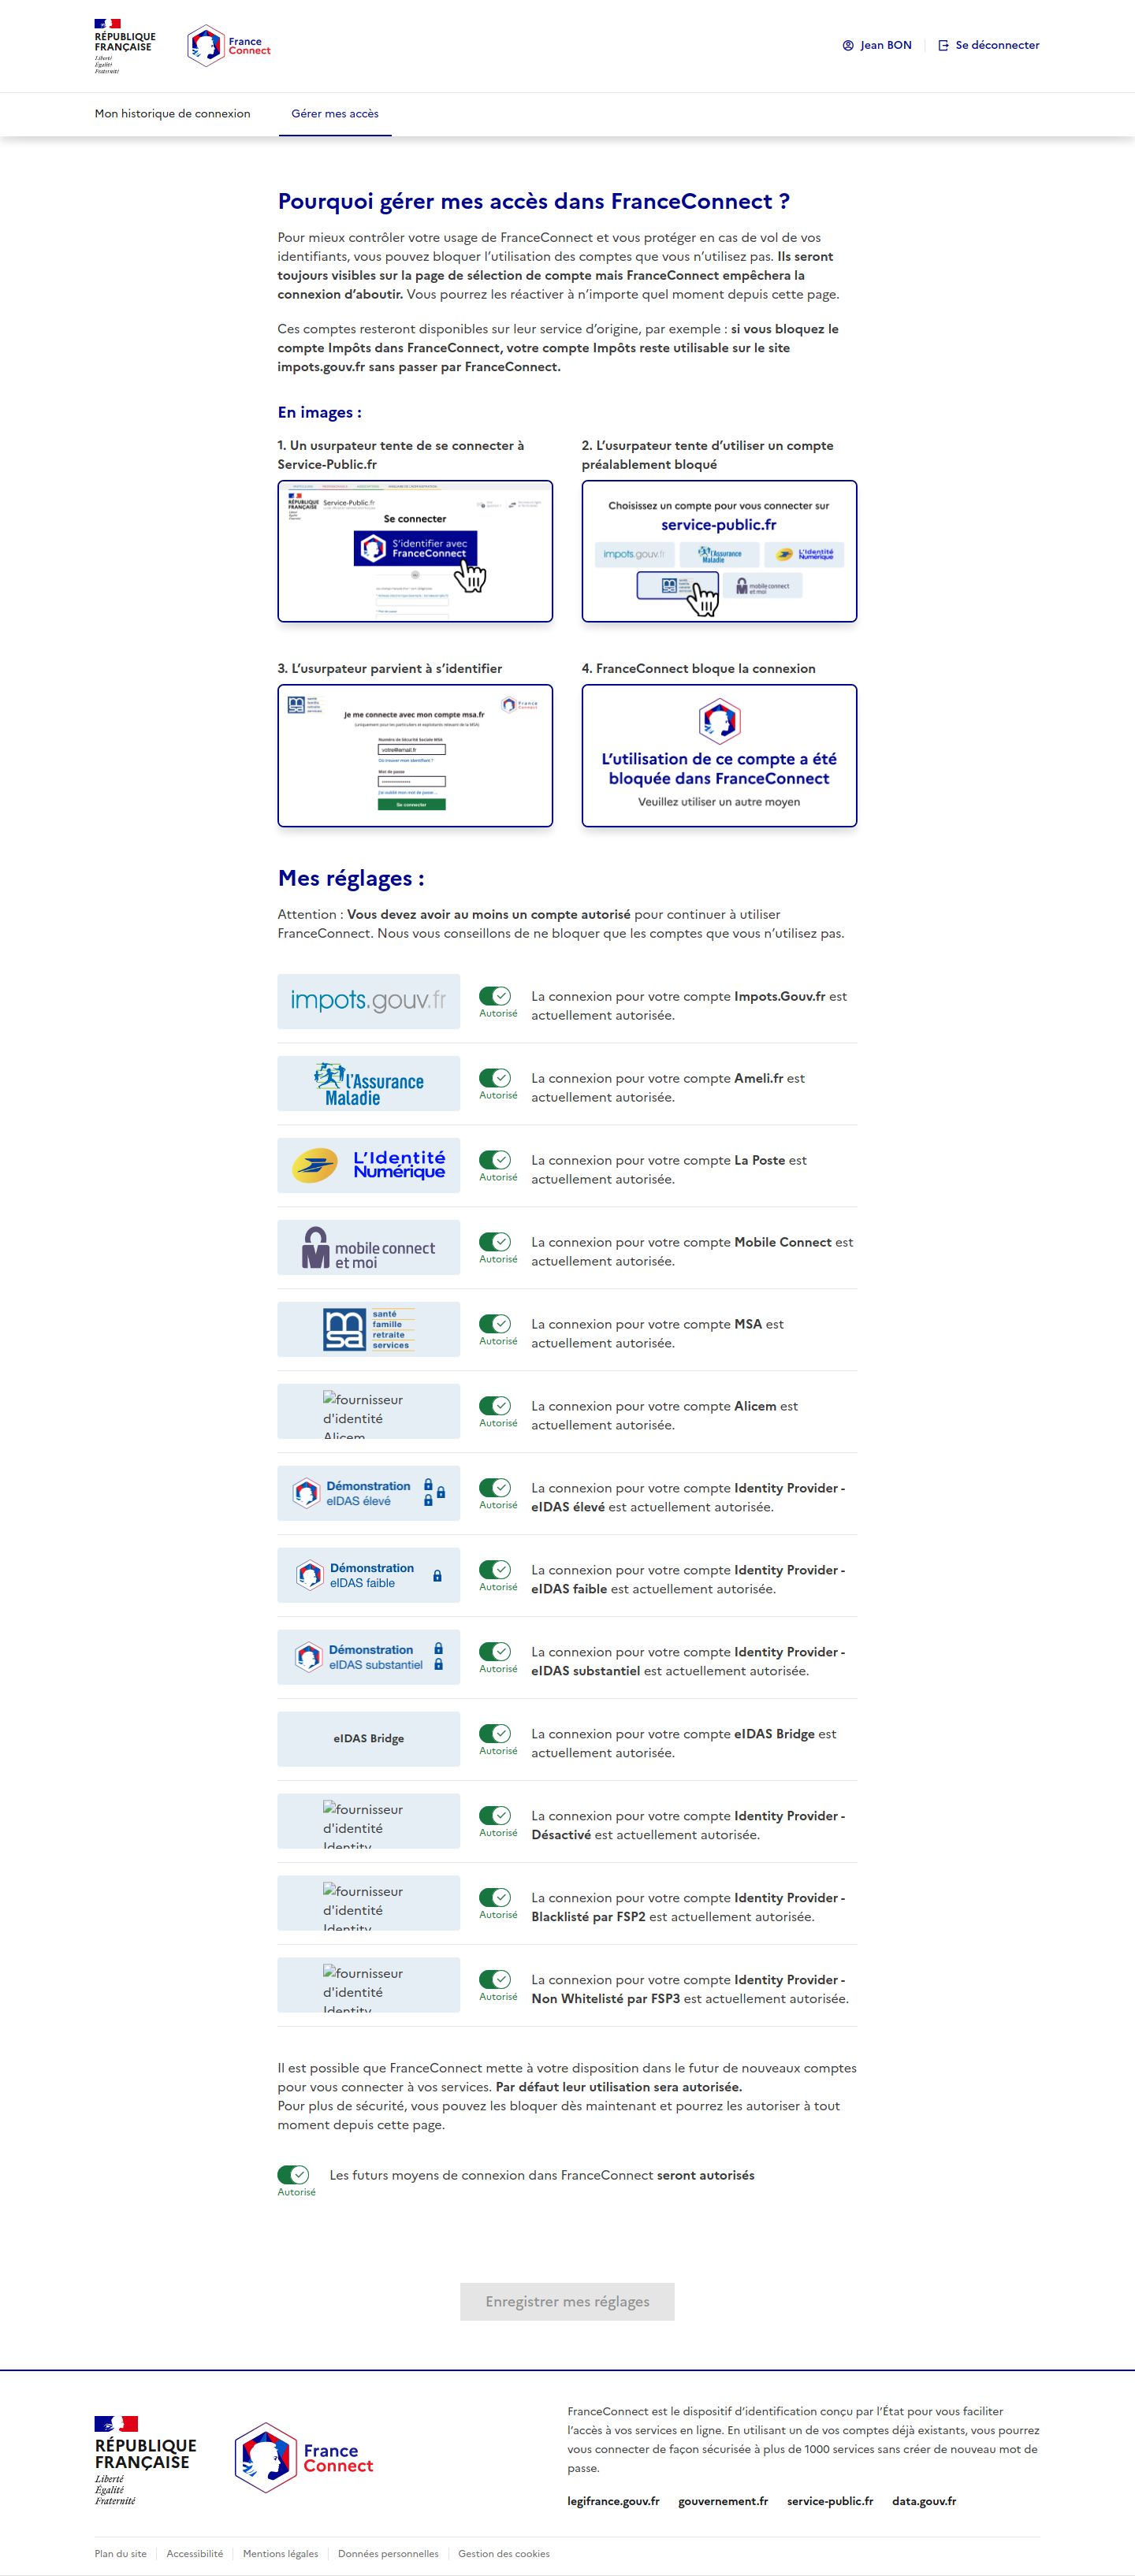 RÉPUBLIQUE
FRANÇAISE
Liberté
Égalité
Fraternité
France
Connect
Jean BON
Se déconnecter
Mon historique de connexion
Gérer mes accès
Pourquoi gérer mes accès dans FranceConnect ?
Pour mieux contrôler votre usage de FranceConnect et vous protéger en cas de vol de vos
identifiants, vous pouvez bloquer l’utilisation des comptes que vous n’utilisez pas. Ils seront
toujours visibles sur la page de sélection de compte mais FranceConnect empêchera la
connexion d’aboutir. Vous pourrez les réactiver à n’importe quel moment depuis cette page.
Ces comptes resteront disponibles sur leur service d’origine, par exemple : si vous bloquez le
compte Impôts dans FranceConnect, votre compte Impôts reste utilisable sur le site
impots.gouv.fr sans passer par FranceConnect.
En images :
1. Un usurpateur tente de se connecter à
Service-Public.fr
RÉPUBLIQUE
FRANÇAISE
Service-Public.fr
Se connecter
S’identifier avec
FranceConnect
2. L’usurpateur tente d’utiliser un compte
préalablement bloqué
Choisissez un compte pour vous connecter sur
service-public.fr
impots.gouv.fr
l'Assurance
Maladie
L'Identité
Numérique
mobile connect
et moi
3. L’usurpateur parvient à s’identifier
France
Connect
Je me connecte avec mon compte msa.fr
Numéro de Sécurité Sociale MSA
votre@email.fr
Où trouver mon identifiant ?
Mot de passe
J'ai oublié mon mot de passe ...
Se connecter
4. FranceConnect bloque la connexion
L’utilisation de ce compte a été
bloquée dans FranceConnect
Veuillez utiliser un autre moyen
Mes réglages :
Attention : Vous devez avoir au moins un compte autorisé pour continuer à utiliser
FranceConnect. Nous vous conseillons de ne bloquer que les comptes que vous n’utilisez pas.
impots.gouv.fr
Autorisé
La connexion pour votre compte Impots.Gouv.fr est
actuellement autorisée.
l'Assurance
Maladie
Autorisé
La connexion pour votre compte Ameli.fr est
actuellement autorisée.
L'Identité
Numérique
Autorisé
La connexion pour votre compte La Poste est
actuellement autorisée.
mobile connect
et moi
Autorisé
La connexion pour votre compte Mobile Connect est
actuellement autorisée.
msa
santé
famille
retraite
services
Autorisé
La connexion pour votre compte MSA est
actuellement autorisée.
fournisseur
d'identité
Alicem
Autorisé
La connexion pour votre compte Alicem est
actuellement autorisée.
Démonstration
eIDAS élevé
Autorisé
La connexion pour votre compte Identity Provider -
eIDAS élevé est actuellement autorisée.
Démonstration
eIDAS faible
Autorisé
La connexion pour votre compte Identity Provider -
eIDAS faible est actuellement autorisée.
Démonstration
eIDAS substantiel
Autorisé
La connexion pour votre compte Identity Provider -
eIDAS substantiel est actuellement autorisée.
eIDAS Bridge
Autorisé
La connexion pour votre compte eIDAS Bridge est
actuellement autorisée.
fournisseur
d'identité
Identity
Autorisé
La connexion pour votre compte Identity Provider -
Désactivé est actuellement autorisée.
fournisseur
d'identité
Identity
Autorisé
La connexion pour votre compte Identity Provider -
Blacklisté par FSP2 est actuellement autorisée.
fournisseur
d'identité
Identity
Autorisé
La connexion pour votre compte Identity Provider -
Non Whitelisté par FSP3 est actuellement autorisée.
Il est possible que FranceConnect mette à votre disposition dans le futur de nouveaux comptes
pour vous connecter à vos services. Par défaut leur utilisation sera autorisée.
Pour plus de sécurité, vous pouvez les bloquer dès maintenant et pourrez les autoriser à tout
moment depuis cette page.
Autorisé
Les futurs moyens de connexion dans FranceConnect seront autorisés
Enregistrer mes réglages
RÉPUBLIQUE
FRANÇAISE
Liberté
Égalité
Fraternité
France
Connect
FranceConnect est le dispositif d’identification conçu par l’État pour vous faciliter
l’accès à vos services en ligne. En utilisant un de vos comptes déjà existants, vous pourrez
vous connecter de façon sécurisée à plus de 1000 services sans créer de nouveau mot de
passe.
legifrance.gouv.fr
gouvernement.fr
service-public.fr
data.gouv.fr
Plan du site
Accessibilité
Mentions légales
Données personnelles
Gestion des cookies